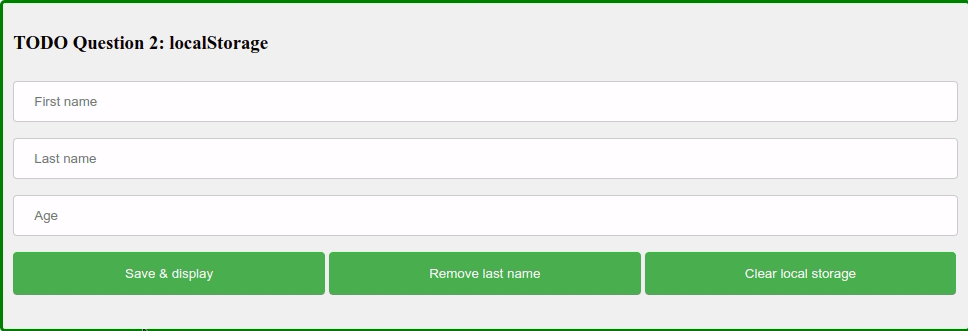 TODO Question 2: localStorage
First name
Last name
Age
Save & display Remove last name Clear local storage